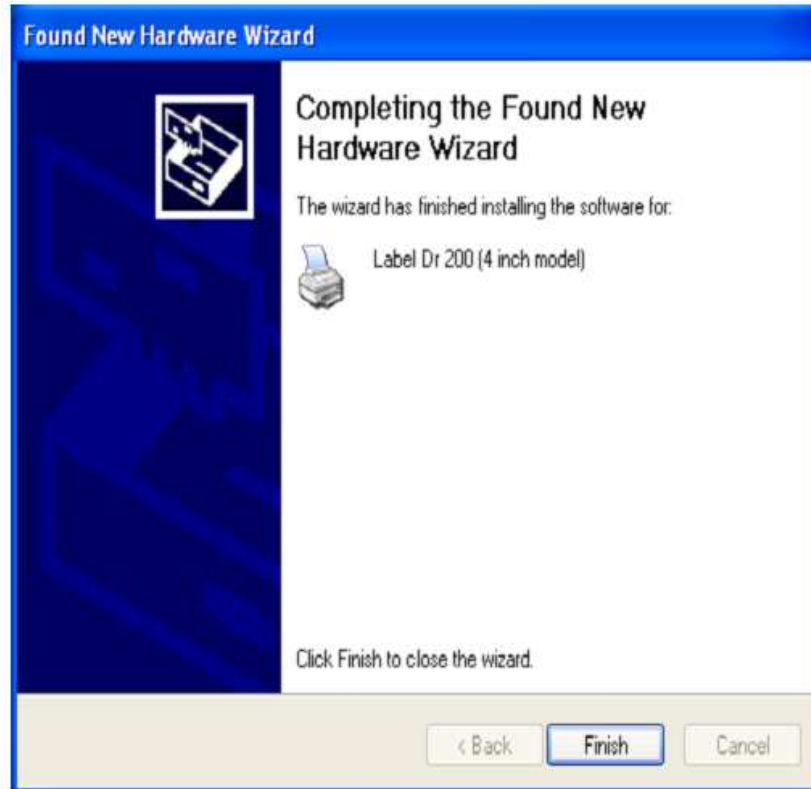 Found New Hardware Wizard
Completing the Found New
Hardware Wizard
The wizard has finished installing the software for:
Label Dr 200 (4 inch model)
Click Finish to close the wizard.
< Back Finish Cancel